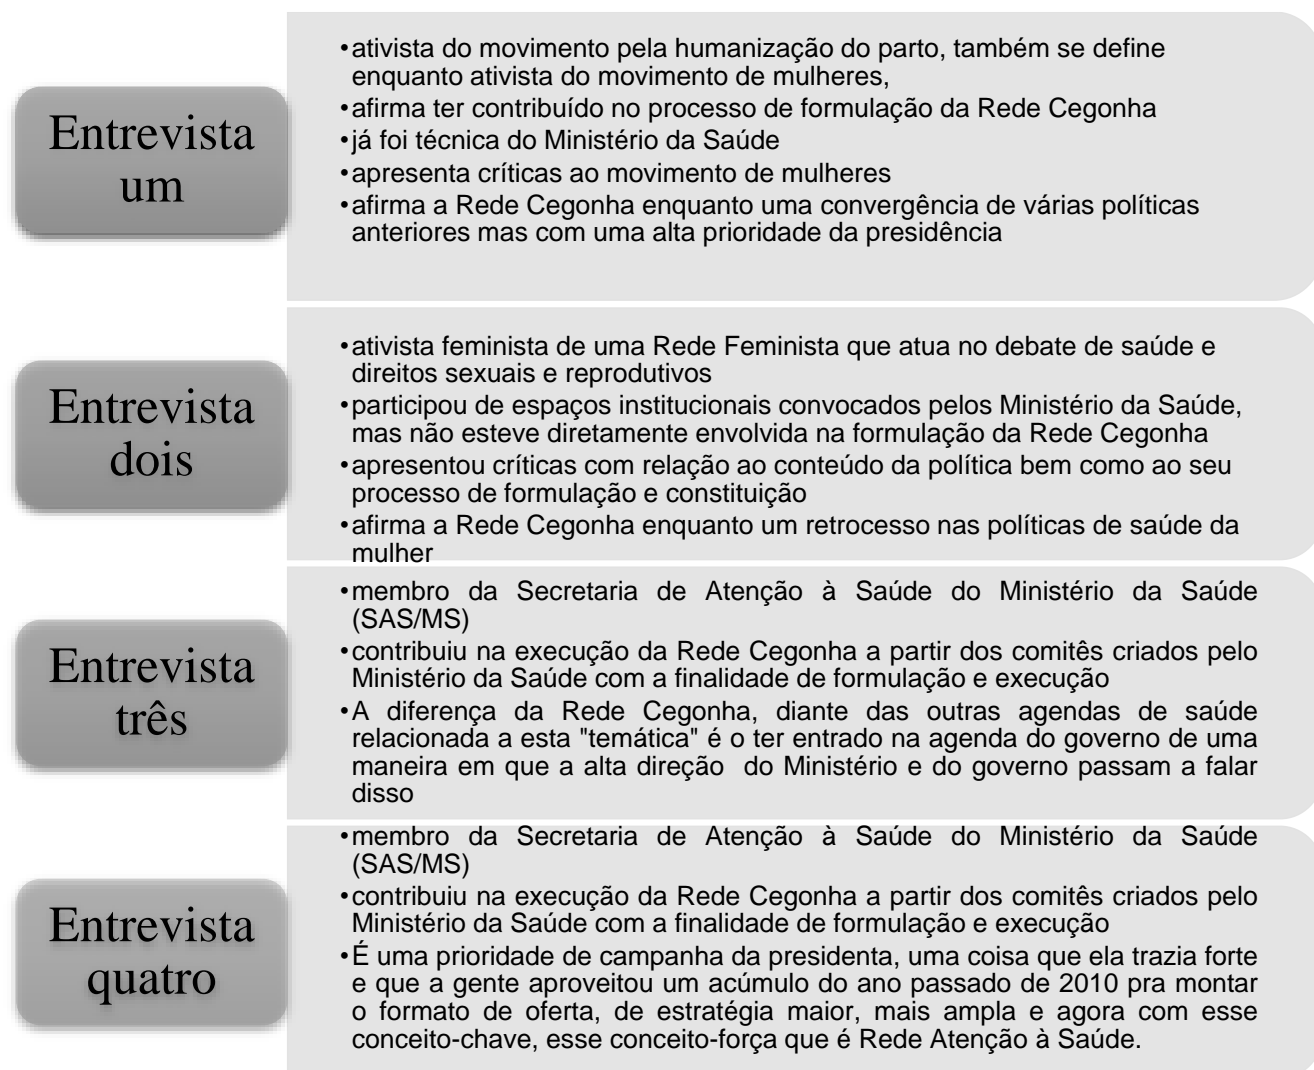 Entrevista
um
•ativista do movimento pela humanização do parto, também se define
enquanto ativista do movimento de mulheres,
•afirma ter contribuído no processo de formulação da Rede Cegonha
•já foi técnica do Ministério da Saúde
•apresenta críticas ao movimento de mulheres
•afirma a Rede Cegonha enquanto uma convergência de várias políticas
anteriores mas com uma alta prioridade da presidência
Entrevista
dois
•ativista feminista de uma Rede Feminista que atua no debate de saúde e
direitos sexuais e reprodutivos
•participou de espaços institucionais convocados pelos Ministério da Saúde,
mas não esteve diretamente envolvida na formulação da Rede Cegonha
•apresentou críticas com relação ao conteúdo da política bem como ao seu
processo de formulação e constituição
•afirma a Rede Cegonha enquanto um retrocesso nas políticas de saúde da
mulher
Entrevista
três
•membro da Secretaria de Atenção à Saúde do Ministério da Saúde
(SAS/MS)
•contribuiu na execução da Rede Cegonha a partir dos comitês criados pelo
Ministério da Saúde com a finalidade de formulação e execução
•A diferença da Rede Cegonha, diante das outras agendas de saúde
relacionada a esta "temática" é o ter entrado na agenda do governo de uma
maneira em que a alta direção do Ministério e do governo passam a falar
disso
Entrevista
quatro
•membro da Secretaria de Atenção à Saúde do Ministério da Saúde
(SAS/MS)
•contribuiu na execução da Rede Cegonha a partir dos comitês criados pelo
Ministério da Saúde com a finalidade de formulação e execução
•É uma prioridade de campanha da presidenta, uma coisa que ela trazia forte
e que a gente aproveitou um acúmulo do ano passado de 2010 pra montar
o formato de oferta, de estratégia maior, mais ampla e agora com esse
conceito-chave, esse conceito-força que é Rede Atenção à Saúde.